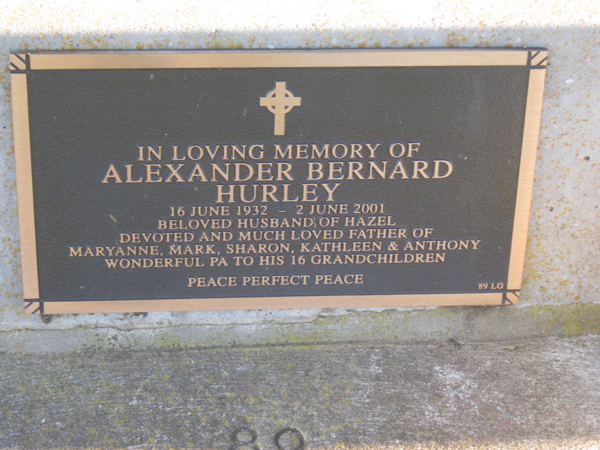 IN LOVING MEMORY OF
ALEXANDER BERNARD
HURLEY
16 JUNE 1932 – 2 JUNE 2001
BELOVED HUSBAND OF HAZEL
DEVOTED AND MUCH LOVED FATHER OF
MARYANNE, MARK, SHARON, KATHLEEN & ANTHONY
WONDERFUL PA TO HIS 16 GRANDCHILDREN
PEACE PERFECT PEACE
89 LG
89